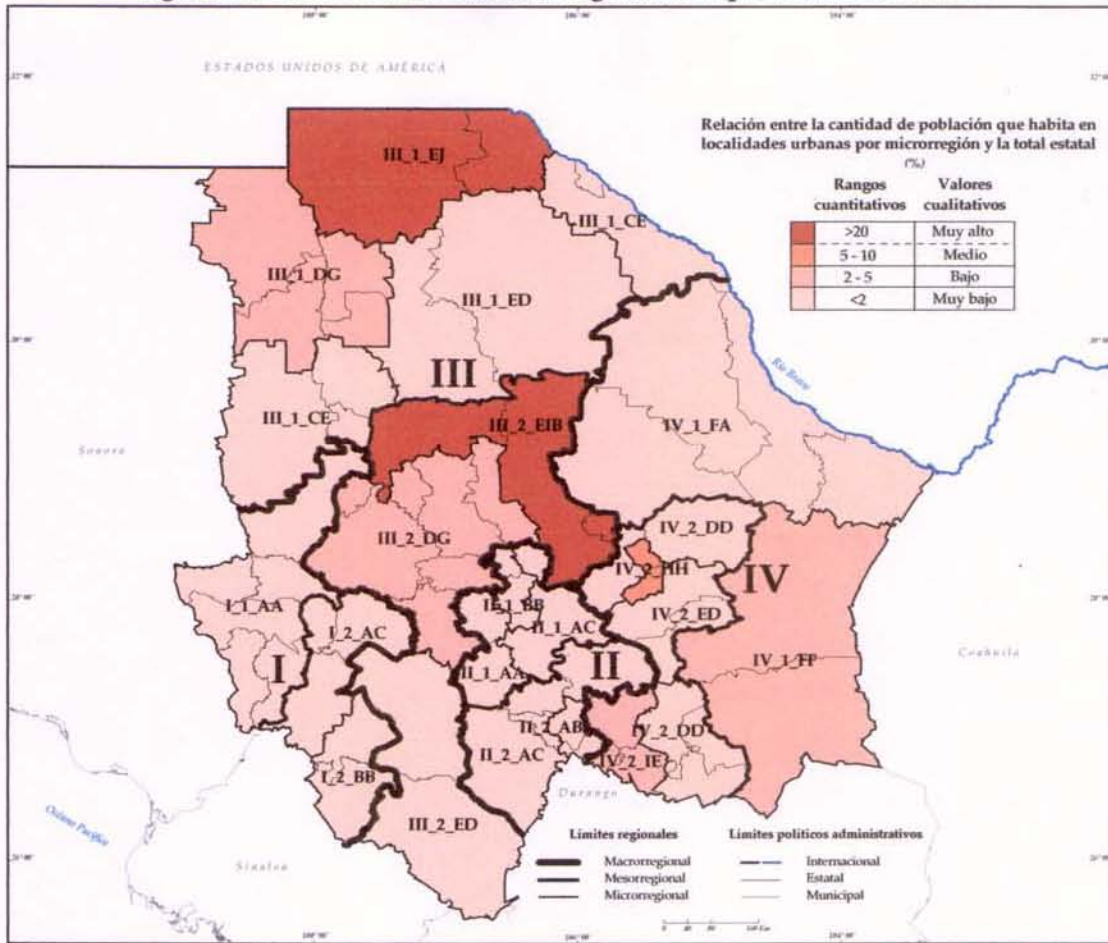 ESTADOS UNIDOS DE AMÉRICA
Relación entre la cantidad de población que habita en
localidades urbanas por microrregión y la total estatal
(%)
Rangos cuantitativos Valores cualitativos
>20 Muy alto
5 - 10 Medio
2 - 5 Bajo
<2 Muy bajo
III_1_EJ
III_1_CE
III_1_DG
III_1_ED
III
Río Bravo
III_1_CE
III_2_EIB
IV_1_FA
Sonora
III_2_DG
IV_2_DD
IV_2_HH
IV
I_1_AA
II_1_BB
IV_2_ED
I_2_AC
II_1_AC
Coahuila
I
II_1_AA
II
IV_1_FF
II_2_AB
IV_2_DD
II_2_AC
IV_2_IE
I_2_BB
Durango
III_2_ED
Océano Pacífico
Sinaloa
Límites regionales
Macrorregional
Mesorregional
Microrregional
Límites políticos administrativos
Internacional
Estatal
Municipal